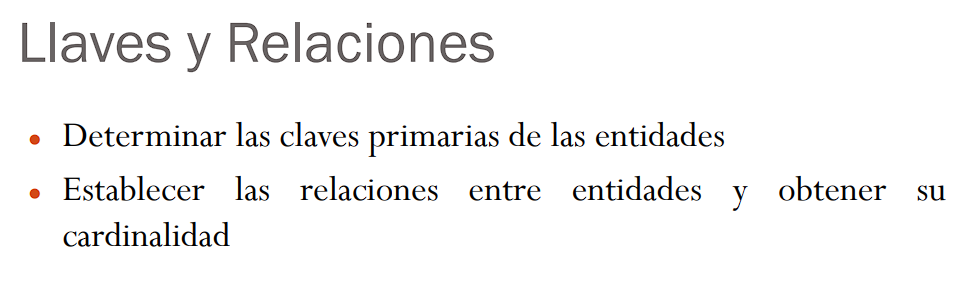 Llaves y Relaciones
• Determinar las claves primarias de las entidades
• Establecer las relaciones entre entidades y obtener su
cardinalidad